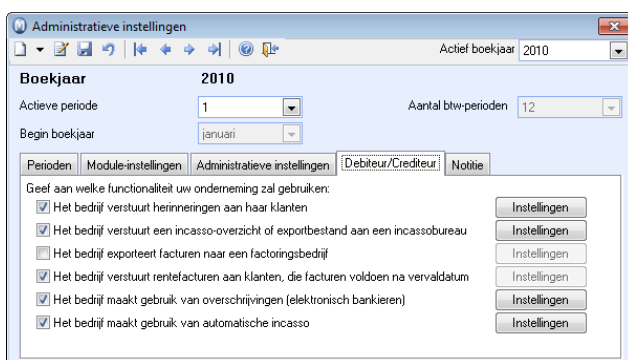 Administratieve instellingen
Actief boekjaar 2010
Boekjaar 2010
Actieve periode 1 Aantal btw-perioden 12
Begin boekjaar januari
Perioden Module-instellingen Administratieve instellingen Debiteur/Crediteur Notitie
Geef aan welke functionaliteit uw onderneming zal gebruiken:
Het bedrijf verstuurt herinneringen aan haar klanten Instellingen
Het bedrijf verstuurt een incasso-overzicht of exportbestand aan een incassobureau Instellingen
Het bedrijf exporteert facturen naar een factoringsbedrijf Instellingen
Het bedrijf verstuurt rentefacturen aan klanten, die facturen voldoen na vervaldatum Instellingen
Het bedrijf maakt gebruik van overschrijvingen (elektronisch bankieren) Instellingen
Het bedrijf maakt gebruik van automatische incasso Instellingen